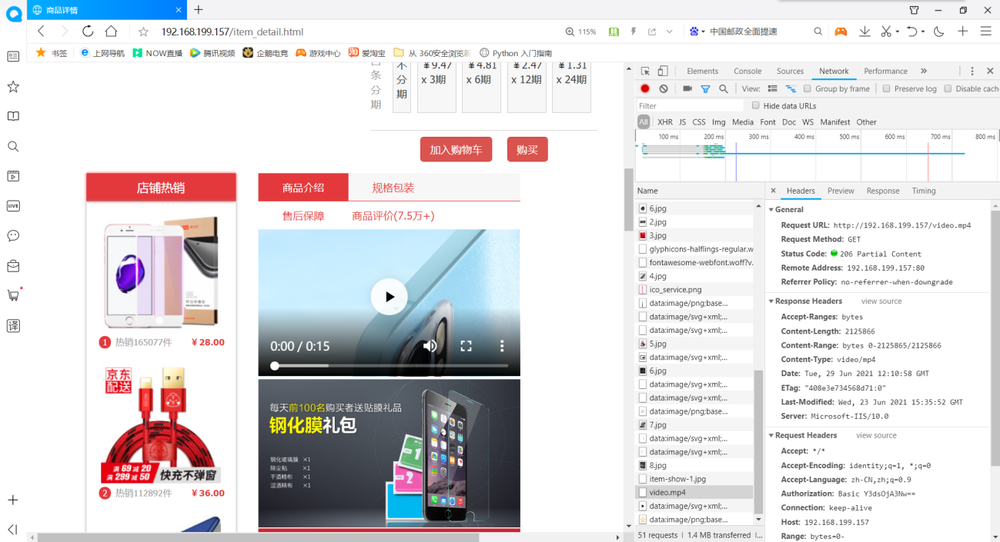 商品详情
192.168.199.157/item_detail.html
115%
中国邮政全面提速
书签
上网导航
NOW直播
腾讯视频
企鹅电竞
游戏中心
爱淘宝
从 360安全浏览器
Python 入门指南
LIVE
译
条
分
期
不
分
期
¥9.47
x 3期
¥4.81
x 6期
¥2.47
x 12期
¥1.31
x 24期
加入购物车
购买
店铺热销
1 热销165077件 ¥28.00
京东
配送
满69减20
满299减50
快充不弹窗
2 热销112892件 ¥36.00
商品介绍
规格包装
售后保障
商品评价(7.5万+)
0:00 / 0:15
每天前100名购买者送贴膜礼品
钢化膜礼包
钢化玻璃膜 ×1
除尘贴 ×1
干酒精布 ×1
湿酒精布 ×1
1
2
Elements
Console
Sources
Network
Performance
View:
Group by frame
Preserve log
Disable cach
Filter
Hide data URLs
All
XHR
JS
CSS
Img
Media
Font
Doc
WS
Manifest
Other
100 ms
200 ms
300 ms
400 ms
500 ms
600 ms
700 ms
800 ms
Name
6.jpg
2.jpg
3.jpg
glyphicons-halflings-regular.w
fontawesome-webfont.woff?v.
4.jpg
ico_service.png
data:image/png;base...
data:image/svg+xml;...
data:image/svg+xml;...
5.jpg
data:image/svg+xml;...
6.jpg
data:image/svg+xml;...
data:image/svg+xml;...
data:image/png;base...
7.jpg
data:image/svg+xml;...
data:image/svg+xml;...
8.jpg
item-show-1.jpg
video.mp4
data:image/svg+xml;...
data:image/png;base...
51 requests | 1.4 MB transferred |...
Headers
Preview
Response
Timing
General
Request URL: http://192.168.199.157/video.mp4
Request Method: GET
Status Code: 206 Partial Content
Remote Address: 192.168.199.157:80
Referrer Policy: no-referrer-when-downgrade
Response Headers view source
Accept-Ranges: bytes
Content-Length: 2125866
Content-Range: bytes 0-2125865/2125866
Content-Type: video/mp4
Date: Tue, 29 Jun 2021 12:10:58 GMT
ETag: "408e3e734568d71:0"
Last-Modified: Wed, 23 Jun 2021 15:35:52 GMT
Server: Microsoft-IIS/10.0
Request Headers view source
Accept: */*
Accept-Encoding: identity;q=1, *;q=0
Accept-Language: zh-CN,zh;q=0.9
Authorization: Basic Y3dsOjA3Nw==
Connection: keep-alive
Host: 192.168.199.157
Range: bytes=0-